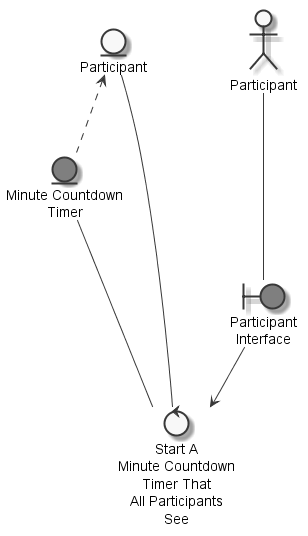 Participant
Participant
Minute Countdown
Timer
Participant
Interface
Start A
Minute Countdown
Timer That
All Participants
See